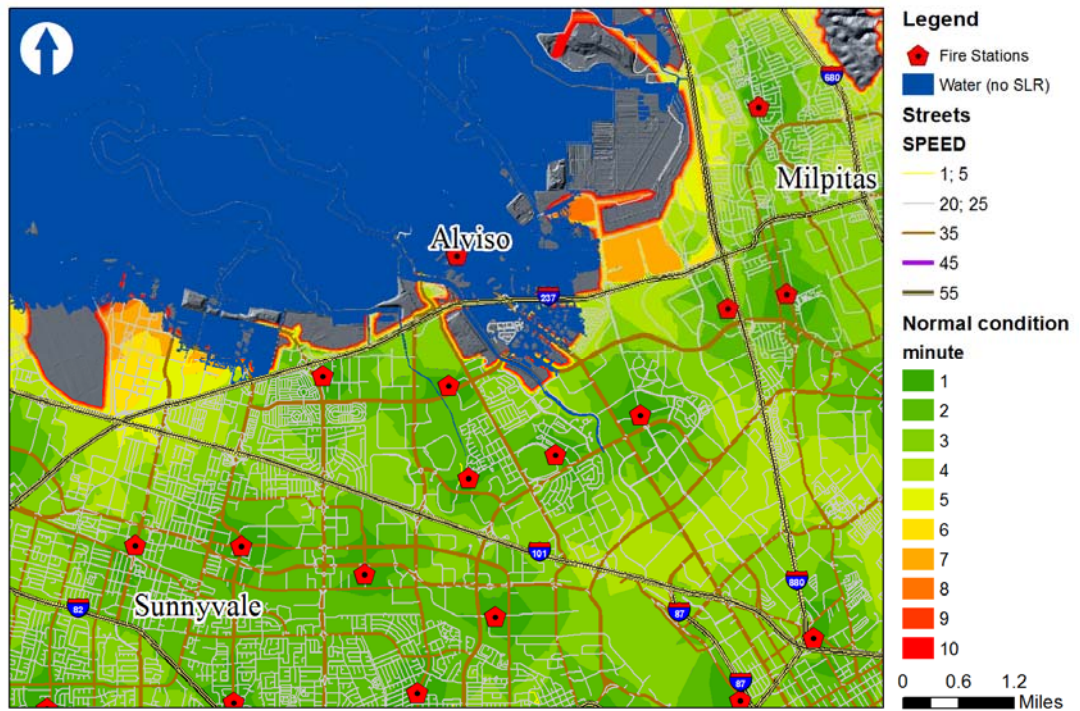 Legend
Fire Stations
Water (no SLR)
Streets
SPEED
1; 5
20; 25
35
45
55
Normal condition
minute
1
2
3
4
5
6
7
8
9
10
0 0.6 1.2
Miles
680
Milpitas
Alviso
237
101
880
Sunnyvale
82
87
87